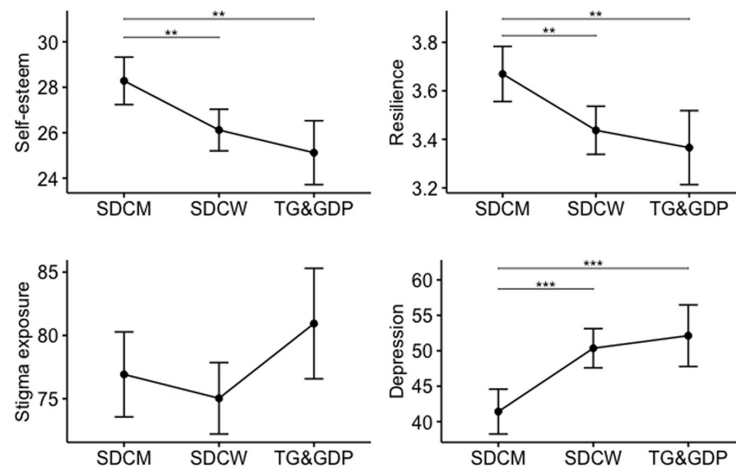 **
**
30
28
26
24
Self-esteem
SDCM SDCW TG&GDP
**
**
3.8
3.6
3.4
3.2
Resilience
SDCM SDCW TG&GDP
85
80
75
Stigma exposure
SDCM SDCW TG&GDP
***
***
60
55
50
45
40
Depression
SDCM SDCW TG&GDP